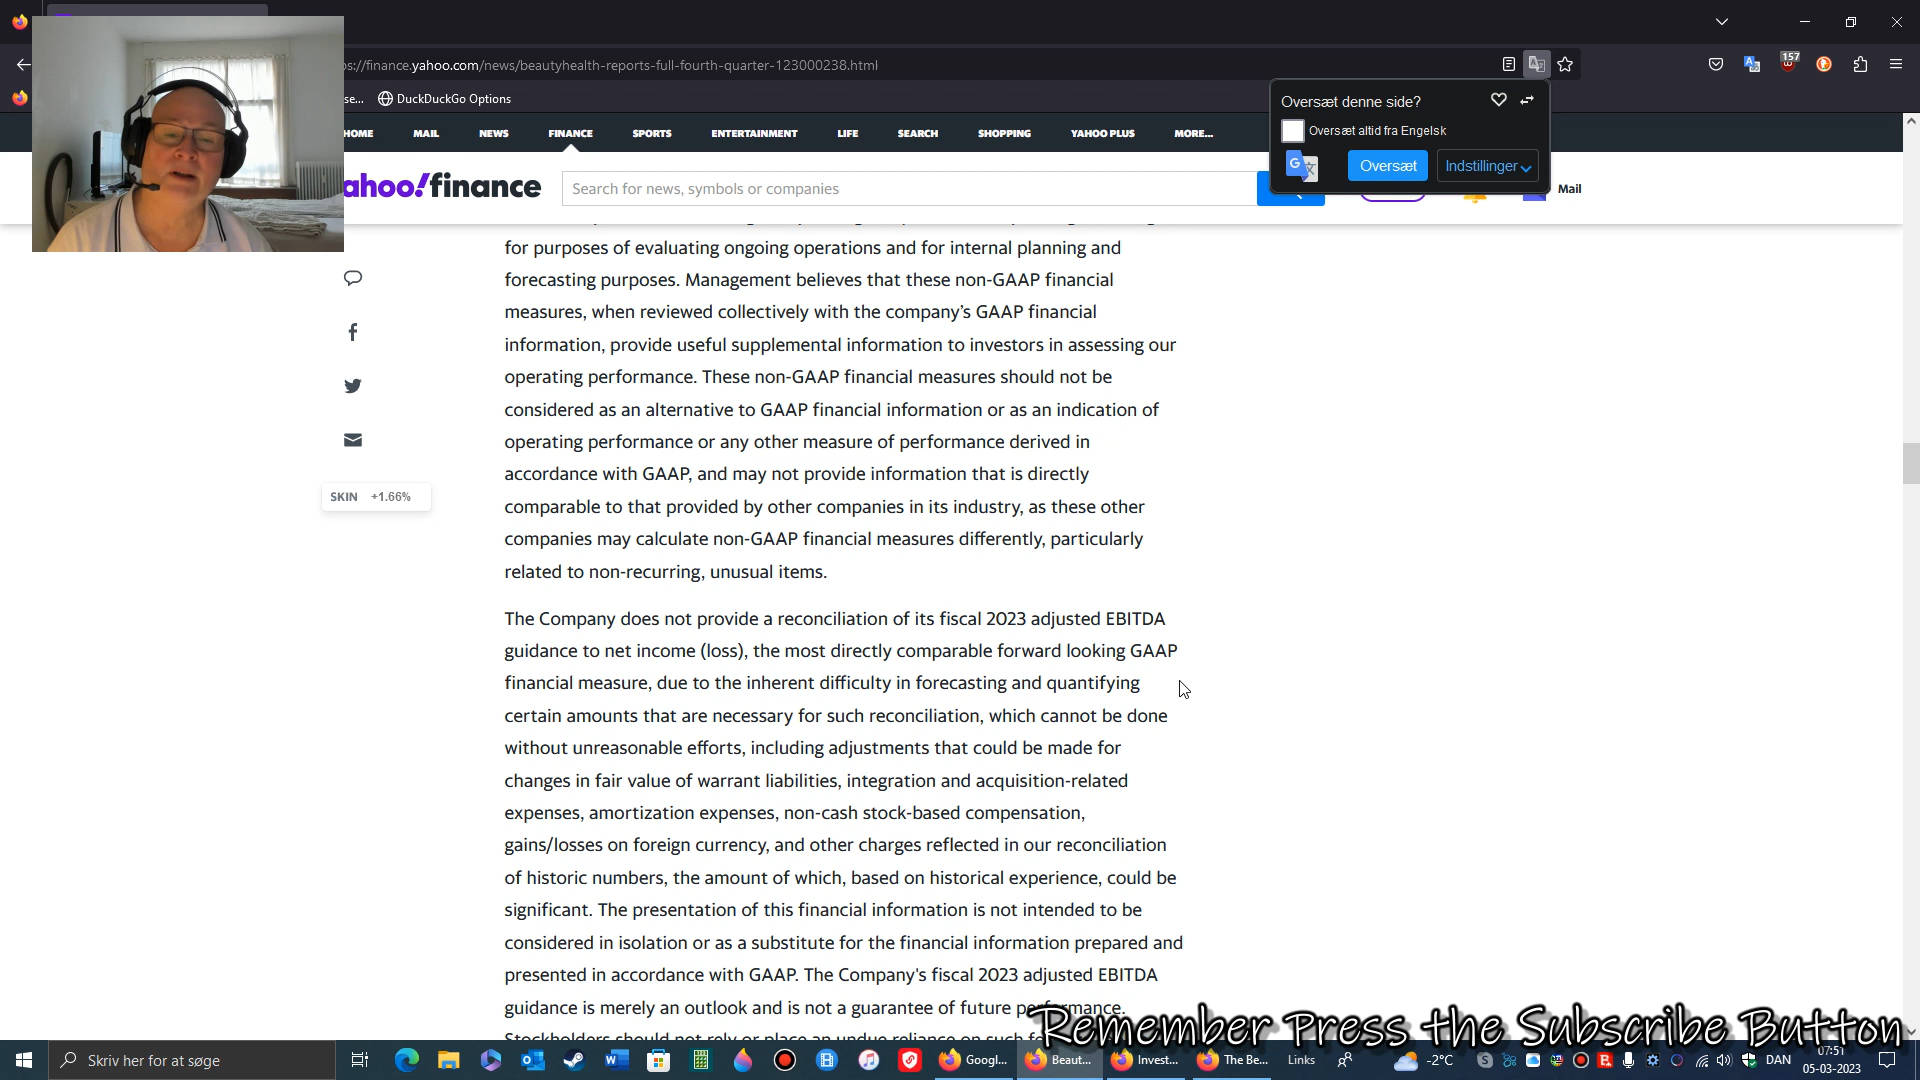 ps://finance.yahoo.com/news/beautyhealth-reports-full-fourth-quarter-123000238.html
157
se... DuckDuckGo Options
Oversæt denne side?
Oversæt altid fra Engelsk
Oversæt Indstillinger
HOME MAIL NEWS FINANCE SPORTS ENTERTAINMENT LIFE SEARCH SHOPPING YAHOO PLUS MORE...
ahoo!finance Search for news, symbols or companies Mail
for purposes of evaluating ongoing operations and for internal planning and
forecasting purposes. Management believes that these non-GAAP financial
measures, when reviewed collectively with the company’s GAAP financial
information, provide useful supplemental information to investors in assessing our
operating performance. These non-GAAP financial measures should not be
considered as an alternative to GAAP financial information or as an indication of
operating performance or any other measure of performance derived in
accordance with GAAP, and may not provide information that is directly
SKIN +1.66%
comparable to that provided by other companies in its industry, as these other
companies may calculate non-GAAP financial measures differently, particularly
related to non-recurring, unusual items.
The Company does not provide a reconciliation of its fiscal 2023 adjusted EBITDA
guidance to net income (loss), the most directly comparable forward looking GAAP
financial measure, due to the inherent difficulty in forecasting and quantifying
certain amounts that are necessary for such reconciliation, which cannot be done
without unreasonable efforts, including adjustments that could be made for
changes in fair value of warrant liabilities, integration and acquisition-related
expenses, amortization expenses, non-cash stock-based compensation,
gains/losses on foreign currency, and other charges reflected in our reconciliation
of historic numbers, the amount of which, based on historical experience, could be
significant. The presentation of this financial information is not intended to be
considered in isolation or as a substitute for the financial information prepared and
presented in accordance with GAAP. The Company's fiscal 2023 adjusted EBITDA
guidance is merely an outlook and is not a guarantee of future performance.
Stockholders should not rely or place an undue reliance on such
Remember Press the Subscribe Button
Skriv her for at søge Googl... Beaut... Invest... The Be... Links -2°C DAN 07:51
05-03-2023